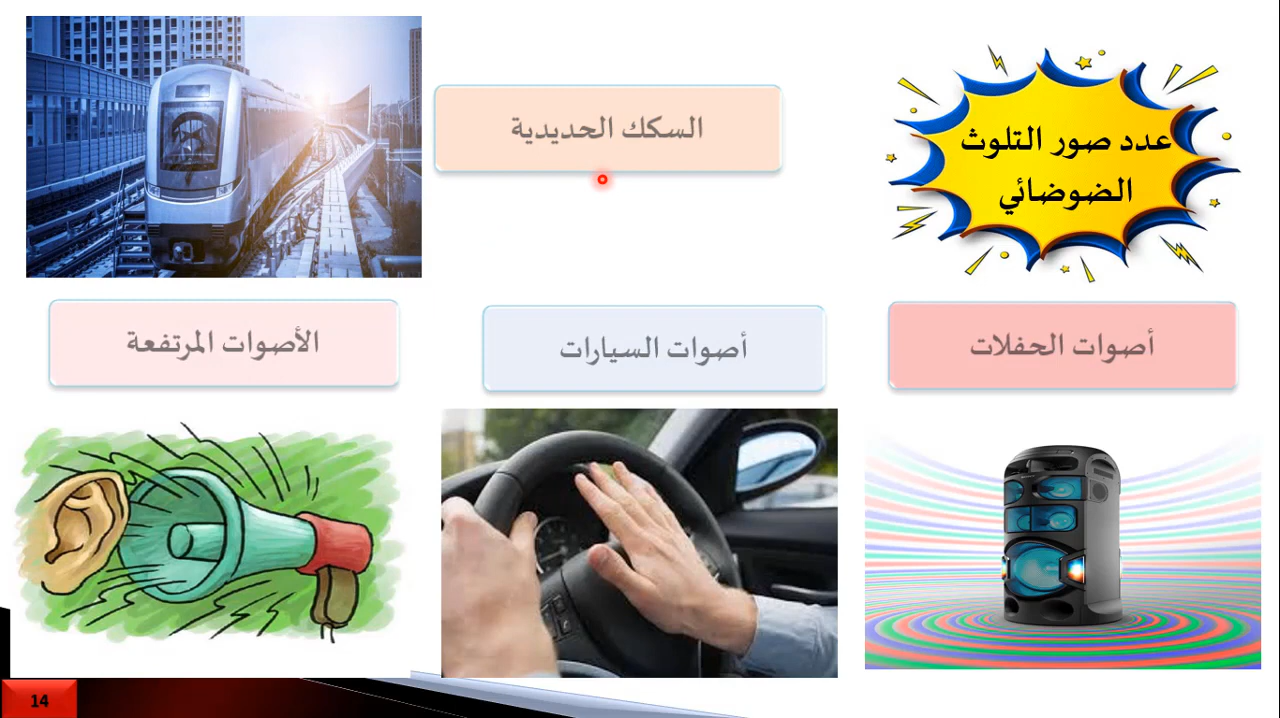 عدد صور التلوث
الضوضائي
السكك الحديدية
أصوات الحفلات
أصوات السيارات
الأصوات المرتفعة
14